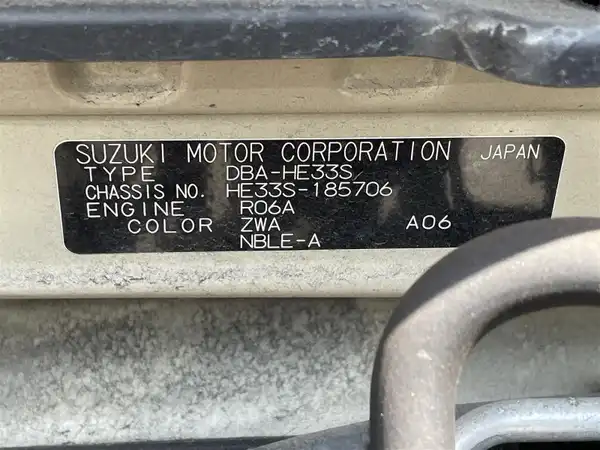 SUZUKI MOTOR CORPORATION JAPAN
TYPE DBA-HE33S
CHASSIS NO. HE33S-185706
ENGINE R06A
COLOR ZWA A06
NBLE-A